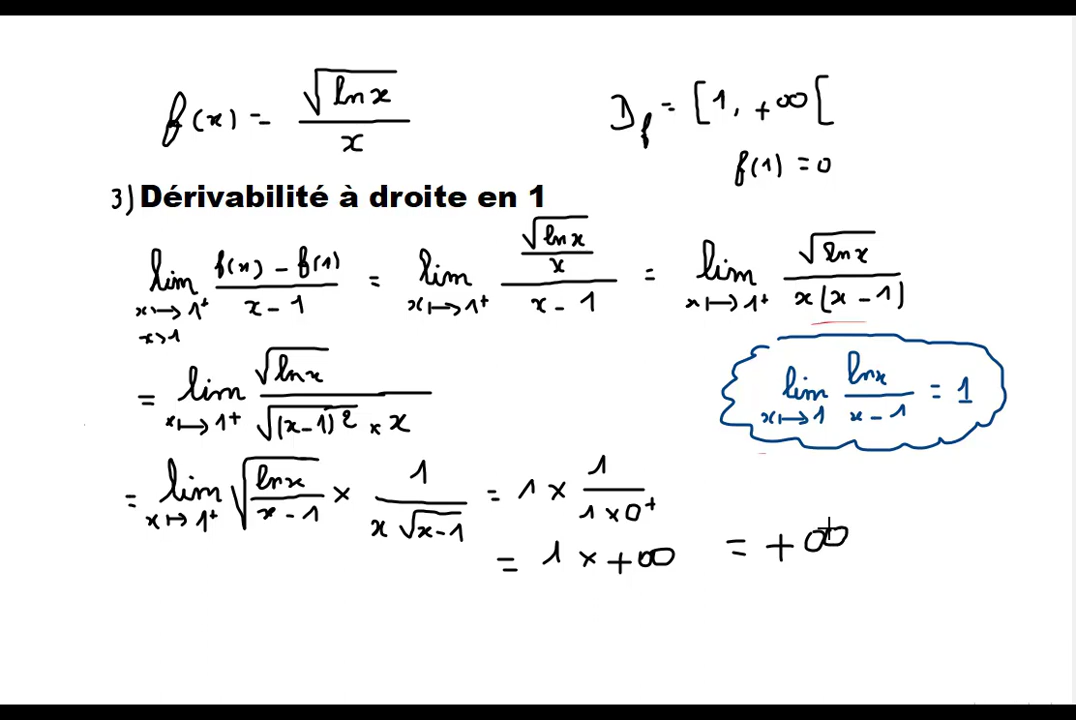 f(x) = √(ln x) / x    D_f = [1, +∞[
f(1) = 0
3) Dérivabilité à droite en 1
lim_{x↦1⁺, x>1} (f(x) - f(1)) / (x - 1) = lim_{x↦1⁺} (√(ln x) / x) / (x - 1) = lim_{x↦1⁺} √(ln x) / (x(x - 1))
= lim_{x↦1⁺} √(ln x) / (√((x-1)²) × x)    lim_{x↦1} ln x / (x - 1) = 1
= lim_{x↦1⁺} √(ln x / (x - 1)) × 1 / (x √(x-1)) = 1 × 1 / (1 × 0⁺)
= 1 × +∞ = +∞